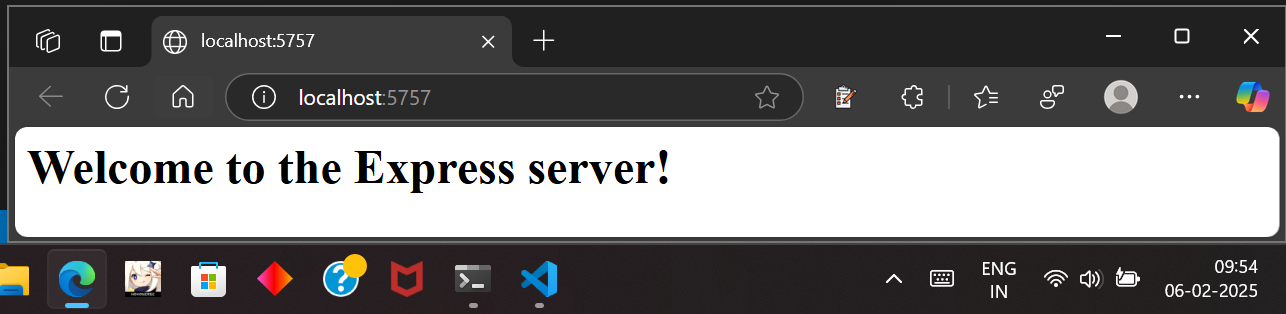 localhost:5757
localhost:5757
Welcome to the Express server!
ENG
IN
09:54
06-02-2025